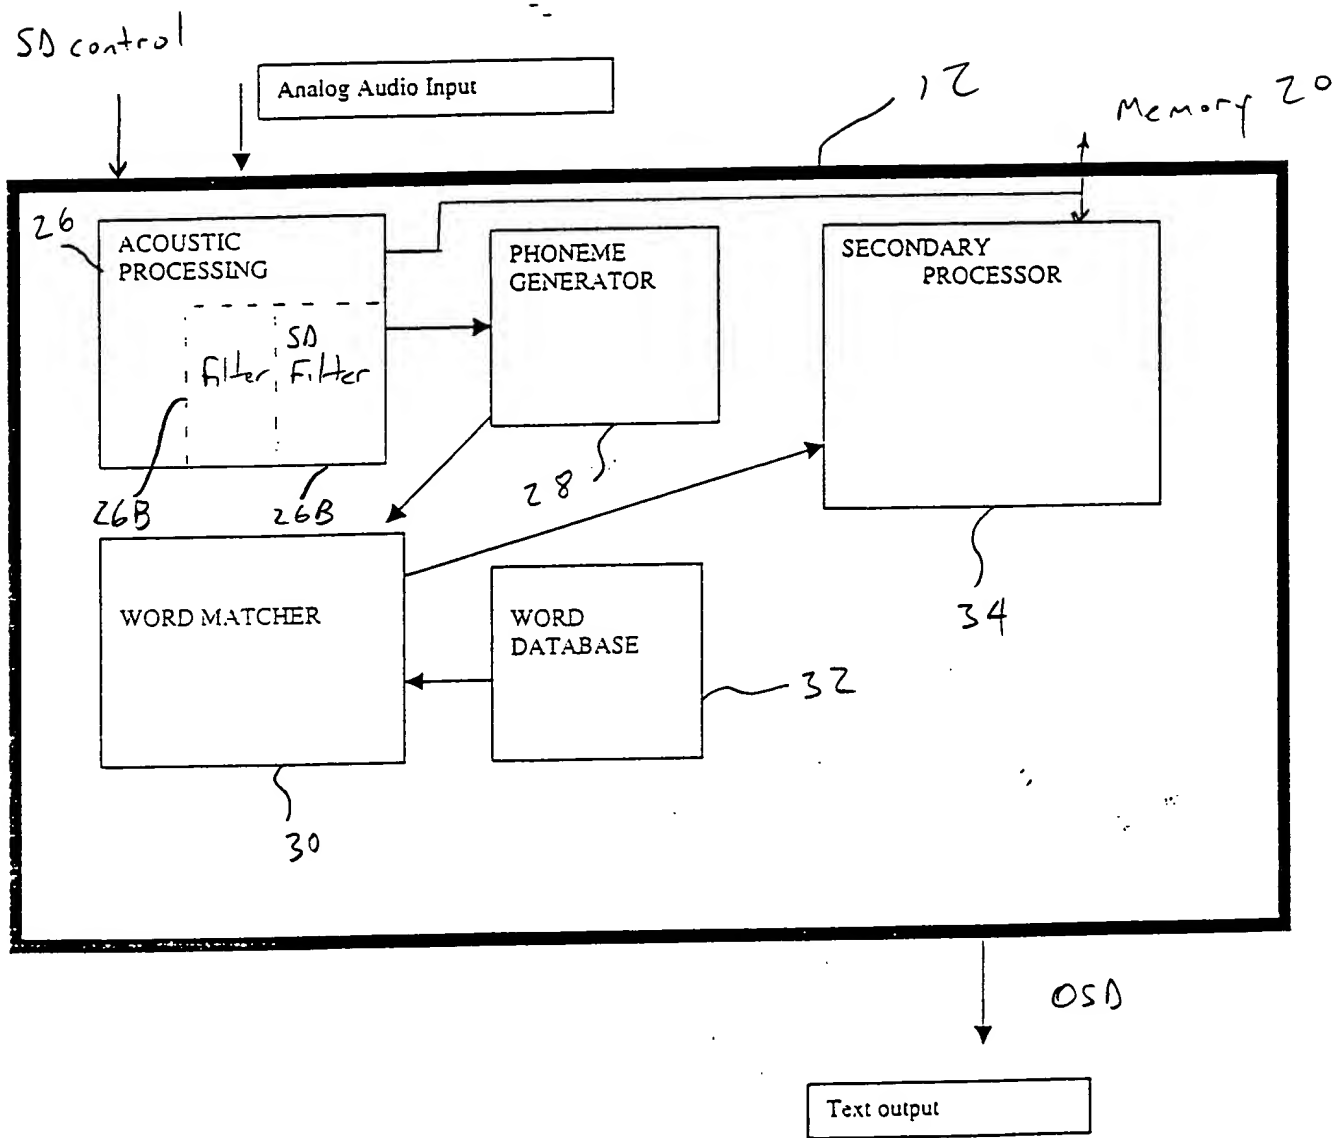 SD control
Analog Audio Input
12
Memory 20
26
ACOUSTIC
PROCESSING
PHONEME
GENERATOR
SECONDARY
PROCESSOR
Filter
SD
Filter
26B
26B
28
WORD MATCHER
WORD
DATABASE
34
32
30
OSD
Text output